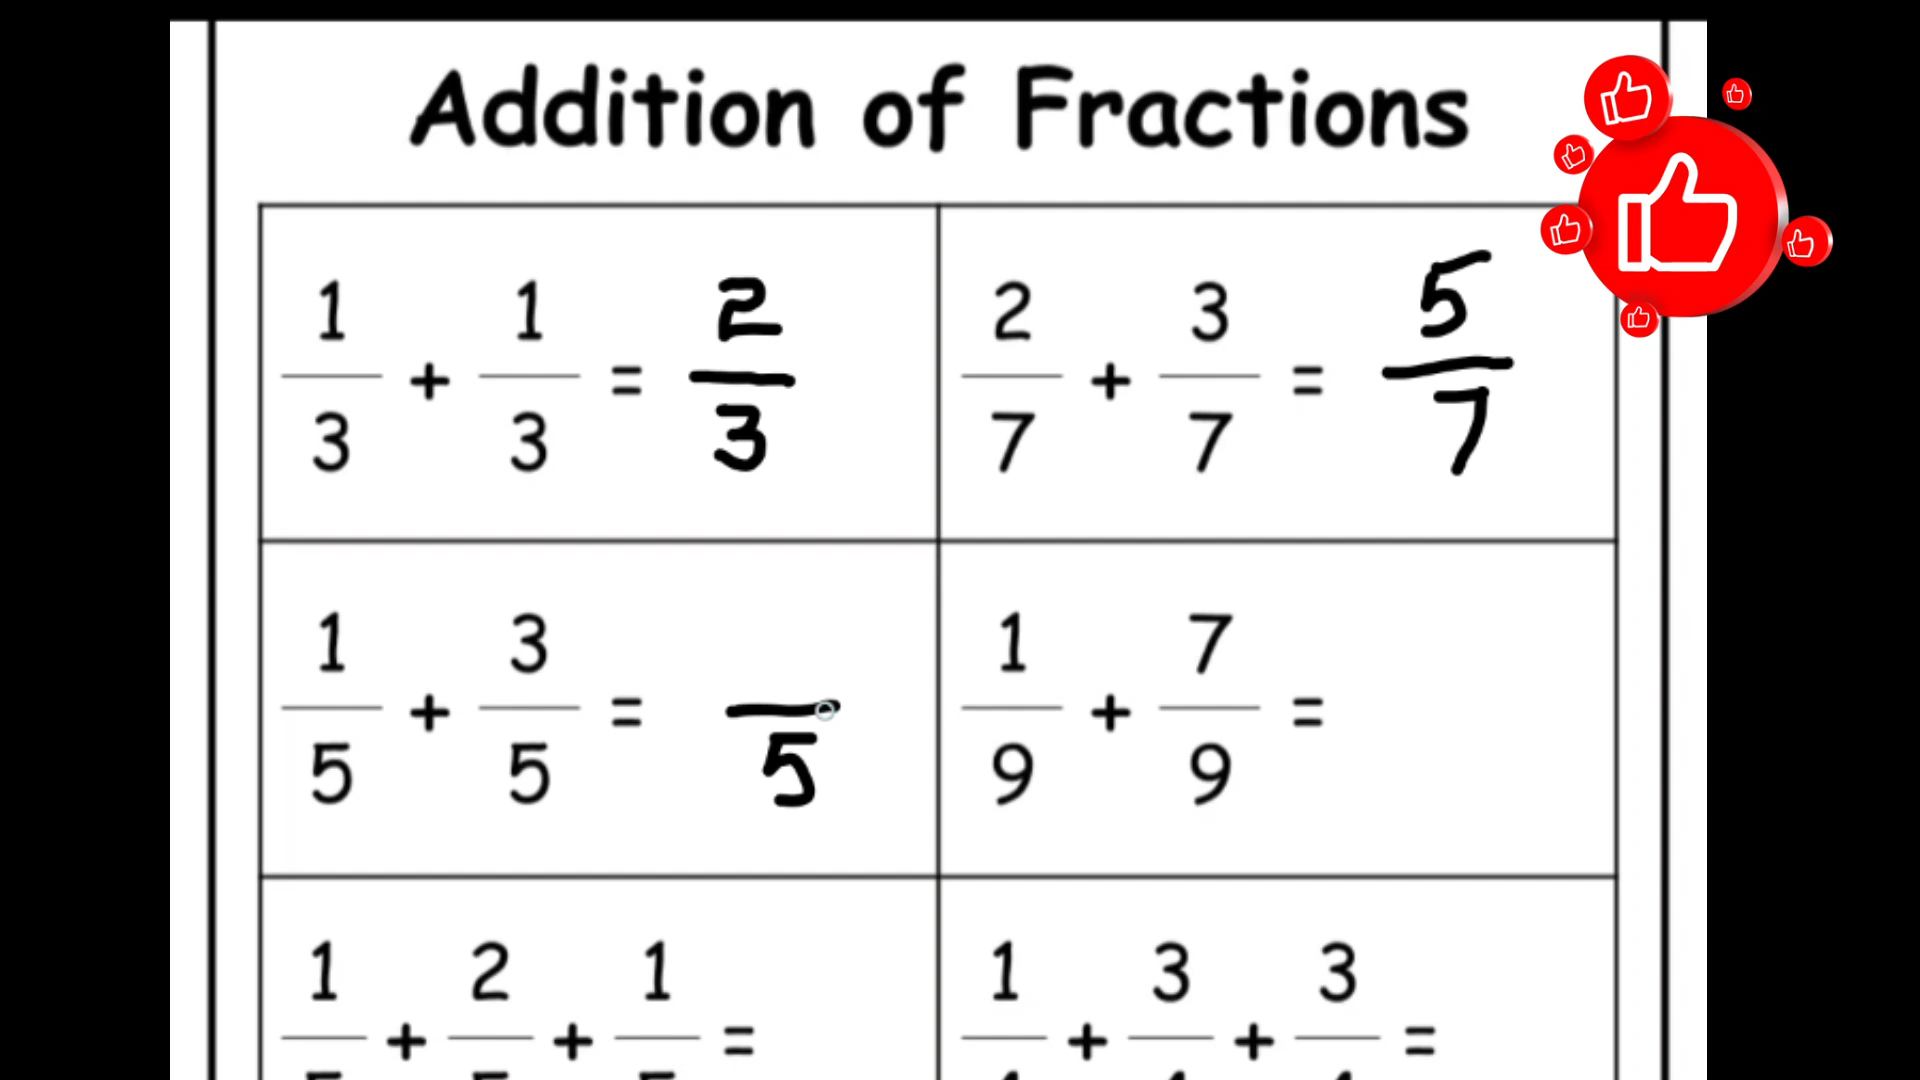 Addition of Fractions
1/3 + 1/3 = 2/3
2/7 + 3/7 = 5/7
1/5 + 3/5 = /5
1/9 + 7/9 =
1 + 2 + 1 =
1 + 3 + 3 =